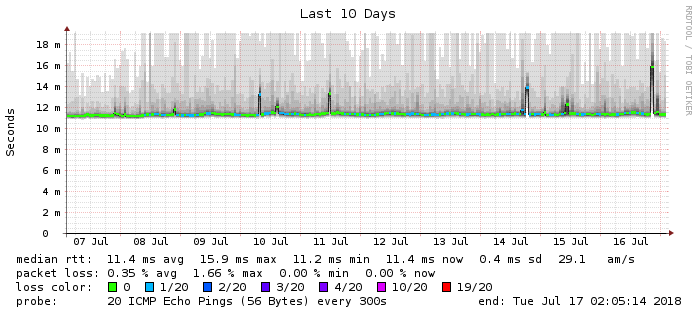 Last 10 Days
RRDTOOL / TOBI OETIKER
Seconds
18 m
16 m
14 m
12 m
10 m
8 m
6 m
4 m
2 m
0
07 Jul 08 Jul 09 Jul 10 Jul 11 Jul 12 Jul 13 Jul 14 Jul 15 Jul 16 Jul
median rtt: 11.4 ms avg 15.9 ms max 11.2 ms min 11.4 ms now 0.4 ms sd 29.1 am/s
packet loss: 0.35 % avg 1.66 % max 0.00 % min 0.00 % now
loss color: 0 1/20 2/20 3/20 4/20 10/20 19/20
probe: 20 ICMP Echo Pings (56 Bytes) every 300s end: Tue Jul 17 02:05:14 2018